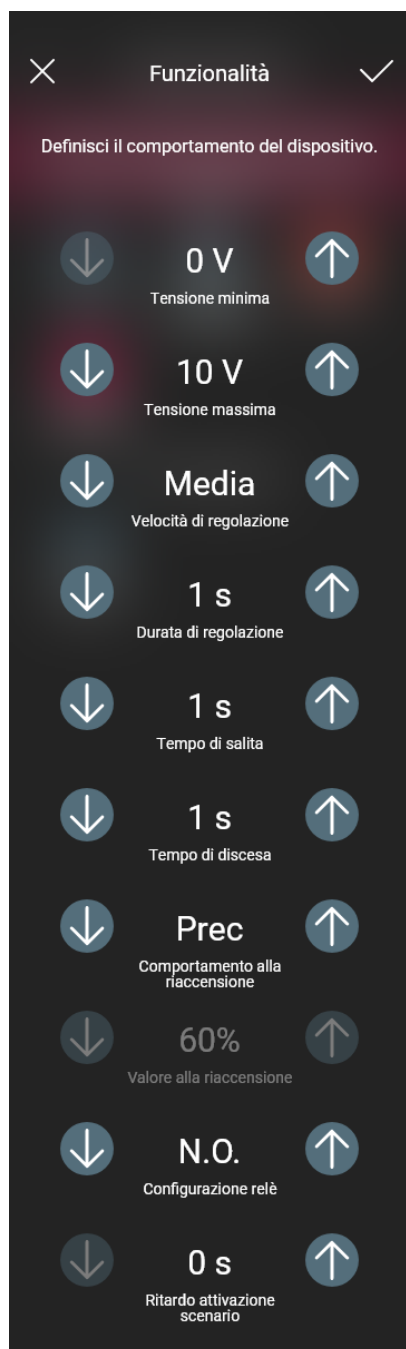 Funzionalità
Definisci il comportamento del dispositivo.
0 V
Tensione minima
10 V
Tensione massima
Media
Velocità di regolazione
1 s
Durata di regolazione
1 s
Tempo di salita
1 s
Tempo di discesa
Prec
Comportamento alla
riaccensione
60%
Valore alla riaccensione
N.O.
Configurazione relè
0 s
Ritardo attivazione
scenario